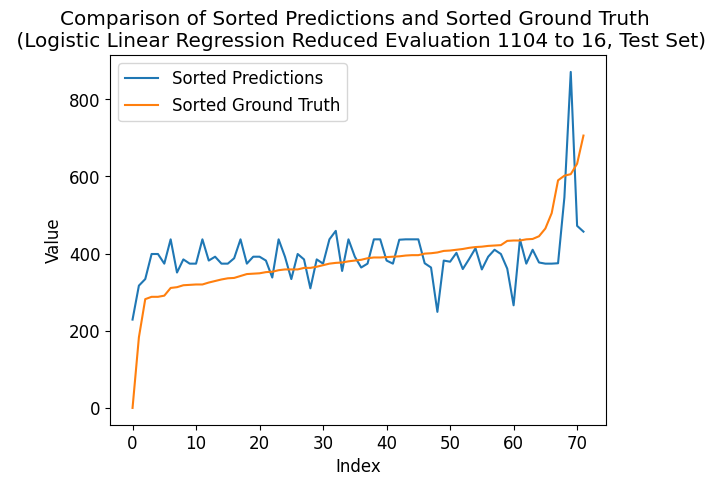 Comparison of Sorted Predictions and Sorted Ground Truth
(Logistic Linear Regression Reduced Evaluation 1104 to 16, Test Set)
Sorted Predictions
Sorted Ground Truth
800
600
400
200
0
Value
0 10 20 30 40 50 60 70
Index